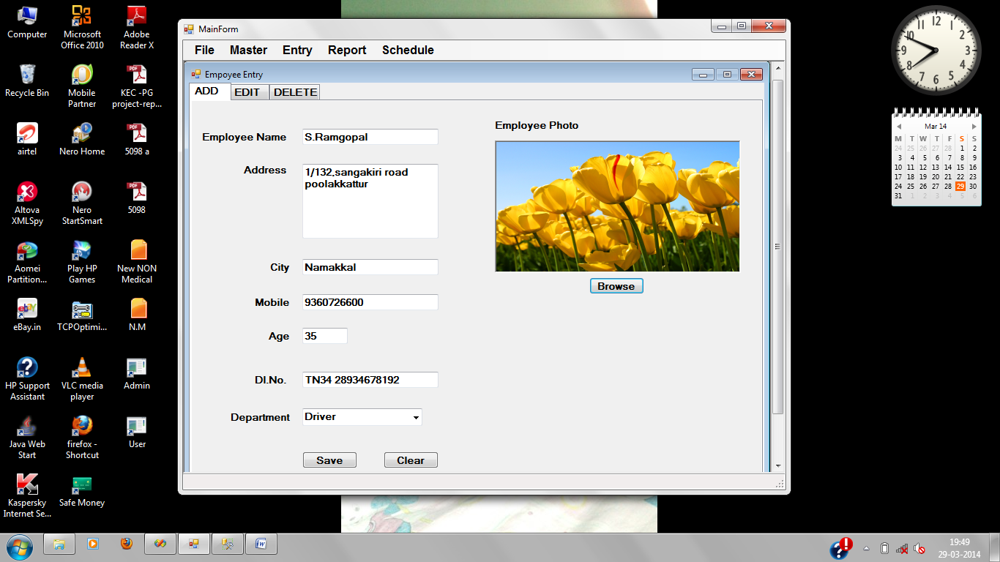 Computer
Microsoft
Office 2010
Adobe
Reader X
Recycle Bin
Mobile
Partner
KEC -PG
project-rep...
airtel
Nero Home
5098 a
Altova
XMLSpy
Nero
StartSmart
5098
Aomei
Partition...
Play HP
Games
New NON
Medical
eBay.in
TCPOptimi...
N.M
HP Support
Assistant
VLC media
player
Admin
Java Web
Start
firefox -
Shortcut
User
Kaspersky
Internet Se...
Safe Money
MainForm
File Master Entry Report Schedule
Empoyee Entry
ADD EDIT DELETE
Employee Name S.Ramgopal
Address 1/132,sangakiri road
poolakkattur
City Namakkal
Mobile 9360726600
Age 35
Dl.No. TN34 28934678192
Department Driver
Save Clear
Employee Photo
Browse
12 1 2 3 4 5 6 7 8 9 10 11
Mar 14
M T W T F S S
24 25 26 27 28 1 2
3 4 5 6 7 8 9
10 11 12 13 14 15 16
17 18 19 20 21 22 23
24 25 26 27 28 29 30
31 1 2 3 4 5 6
19:49
29-03-2014